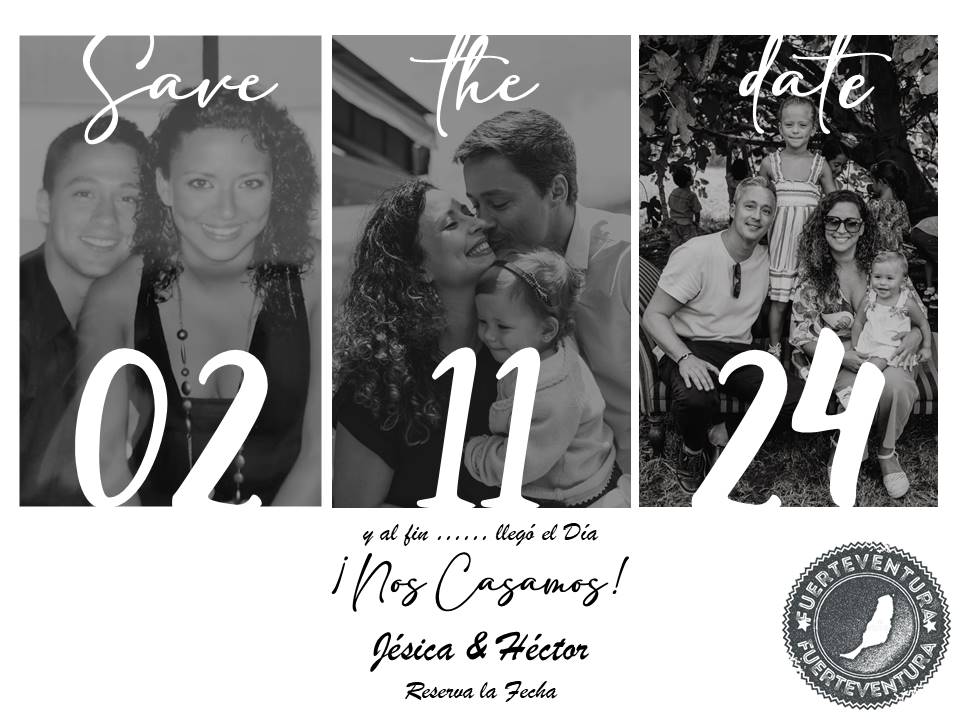 Save the date
02 11 24
y al fin ...... llegó el Día
¡Nos Casamos!
Jésica & Héctor
Reserva la Fecha
FUERTEVENTURA
FUERTEVENTURA